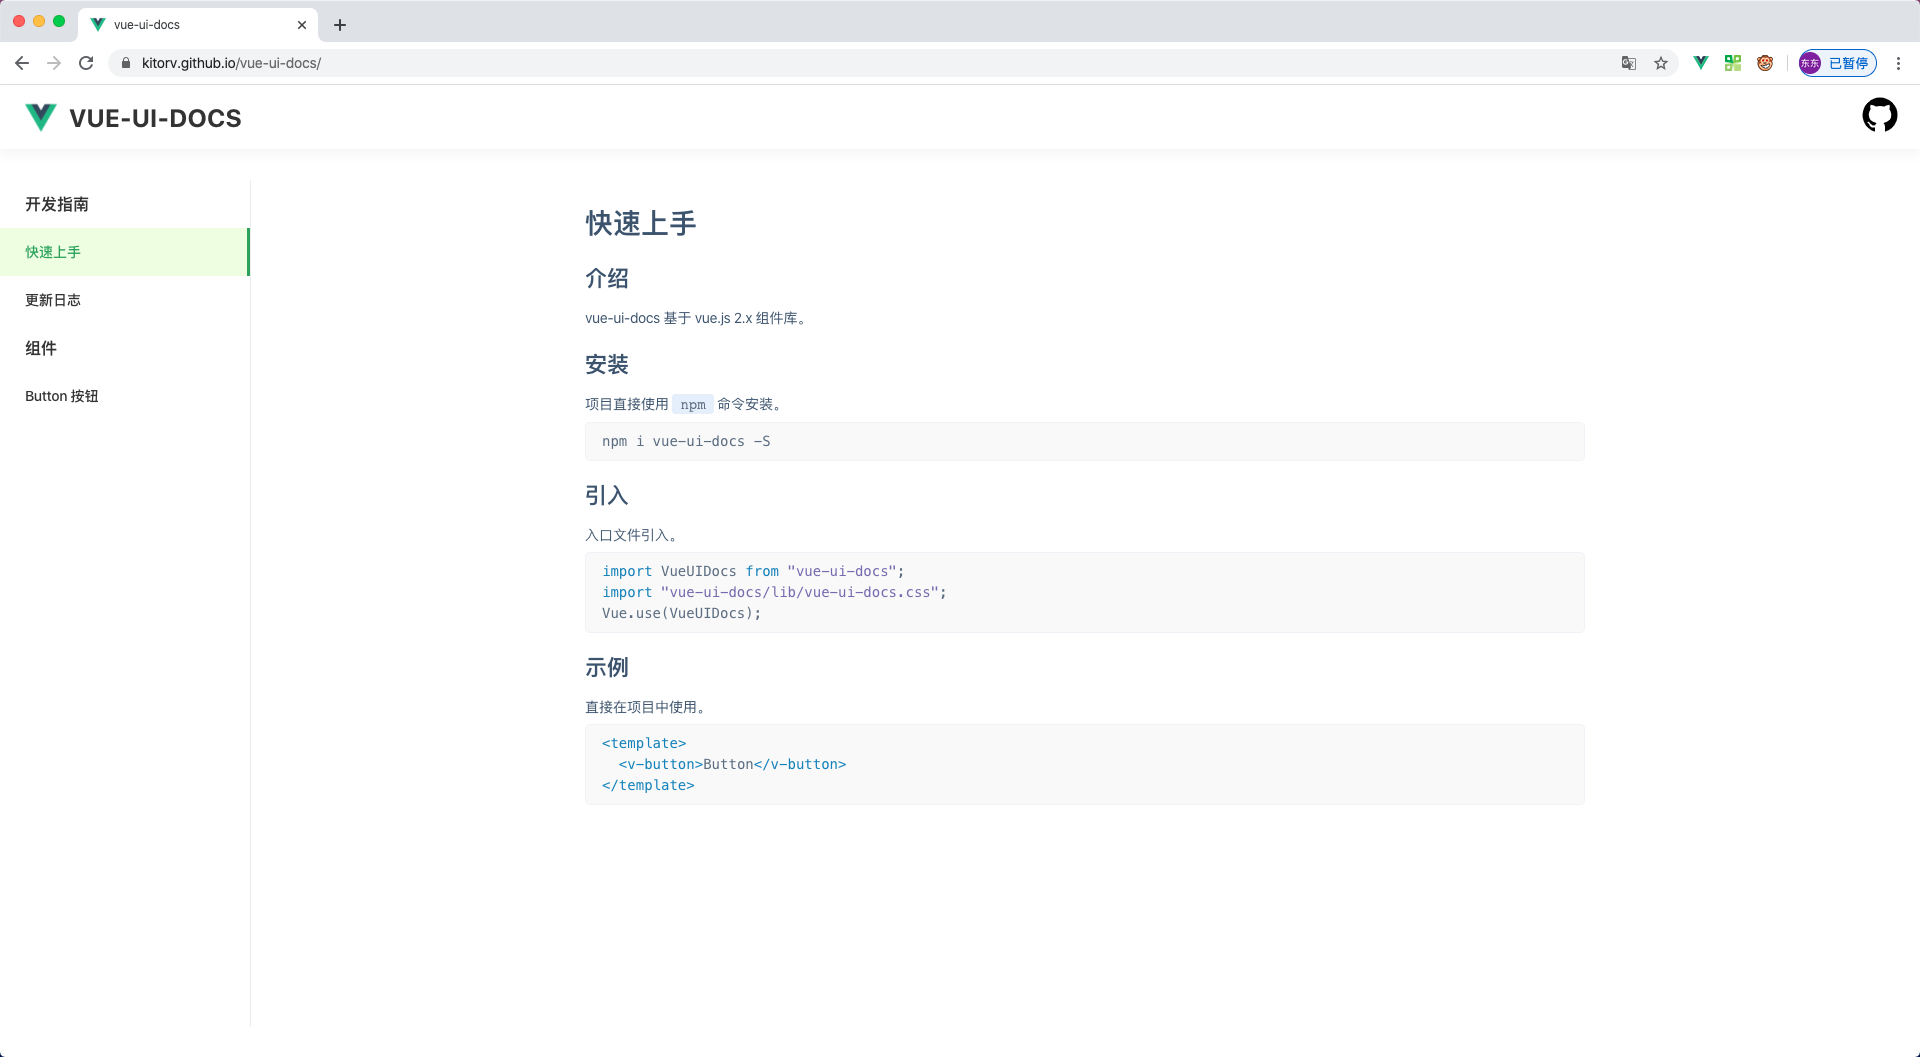 vue-ui-docs
kitorv.github.io/vue-ui-docs/
东东 已暂停
VUE-UI-DOCS
开发指南
快速上手
更新日志
组件
Button 按钮
快速上手
介绍
vue-ui-docs 基于 vue.js 2.x 组件库。
安装
项目直接使用 npm 命令安装。
npm i vue-ui-docs -S
引入
入口文件引入。
import VueUIDocs from "vue-ui-docs";
import "vue-ui-docs/lib/vue-ui-docs.css";
Vue.use(VueUIDocs);
示例
直接在项目中使用。
<template>
  <v-button>Button</v-button>
</template>